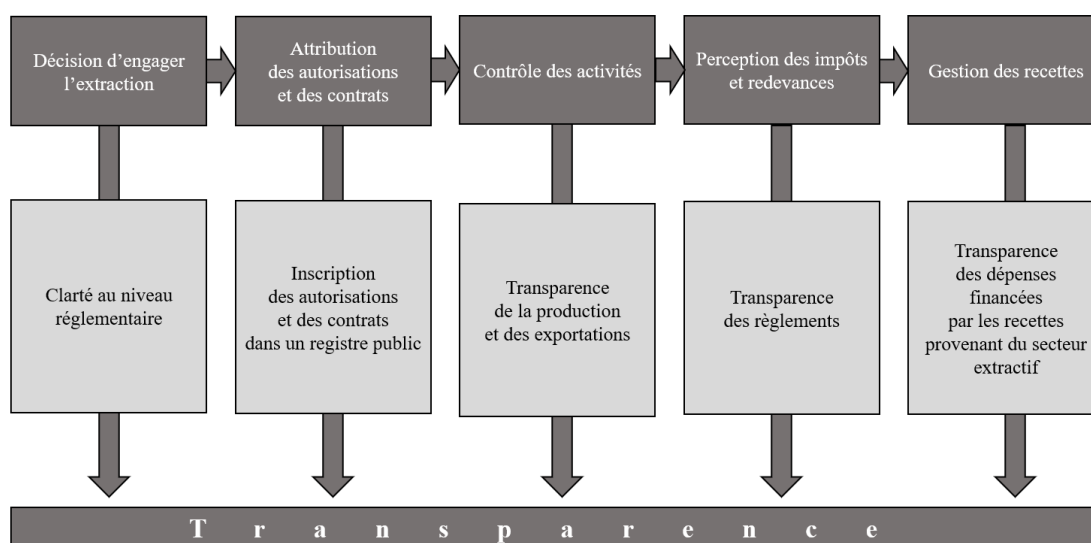 Décision d’engager
l’extraction
Attribution
des autorisations
et des contrats
Contrôle des activités
Perception des impôts
et redevances
Gestion des recettes
Clarté au niveau
réglementaire
Inscription
des autorisations
et des contrats
dans un registre public
Transparence
de la production
et des exportations
Transparence
des règlements
Transparence
des dépenses
financées
par les recettes
provenant du secteur
extractif
T r a n s p a r e n c e